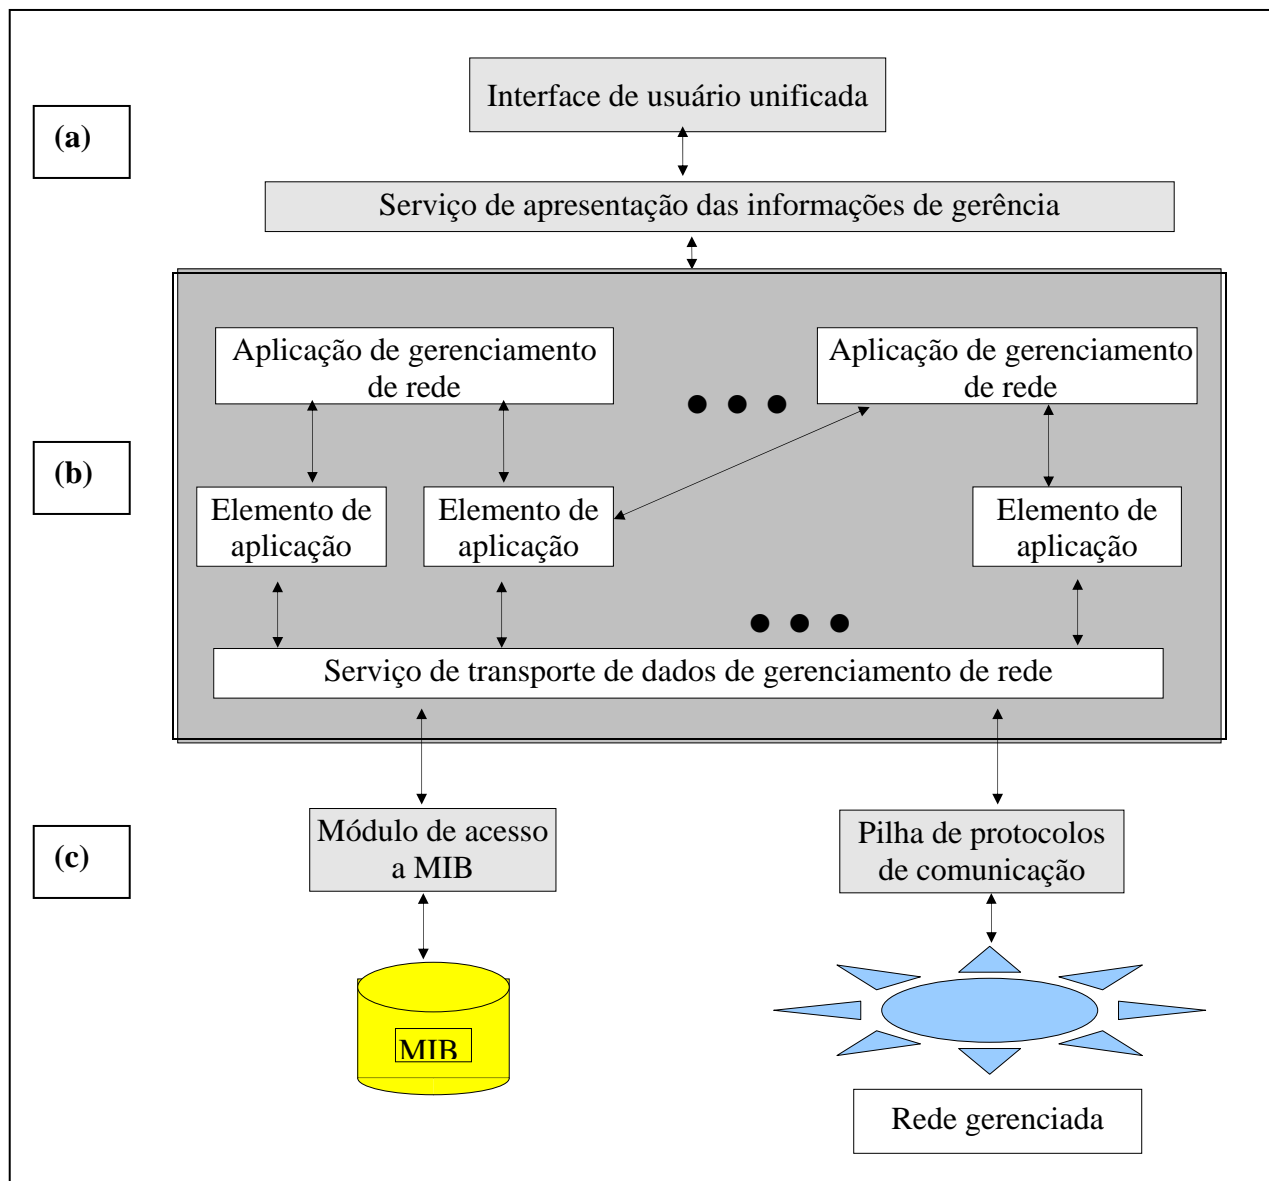 Interface de usuário unificada
(a)
Serviço de apresentação das informações de gerência
Aplicação de gerenciamento
de rede
Aplicação de gerenciamento
de rede
(b)
Elemento de
aplicação
Elemento de
aplicação
Elemento de
aplicação
Serviço de transporte de dados de gerenciamento de rede
(c)
Módulo de acesso
a MIB
Pilha de protocolos
de comunicação
MIB
Rede gerenciada